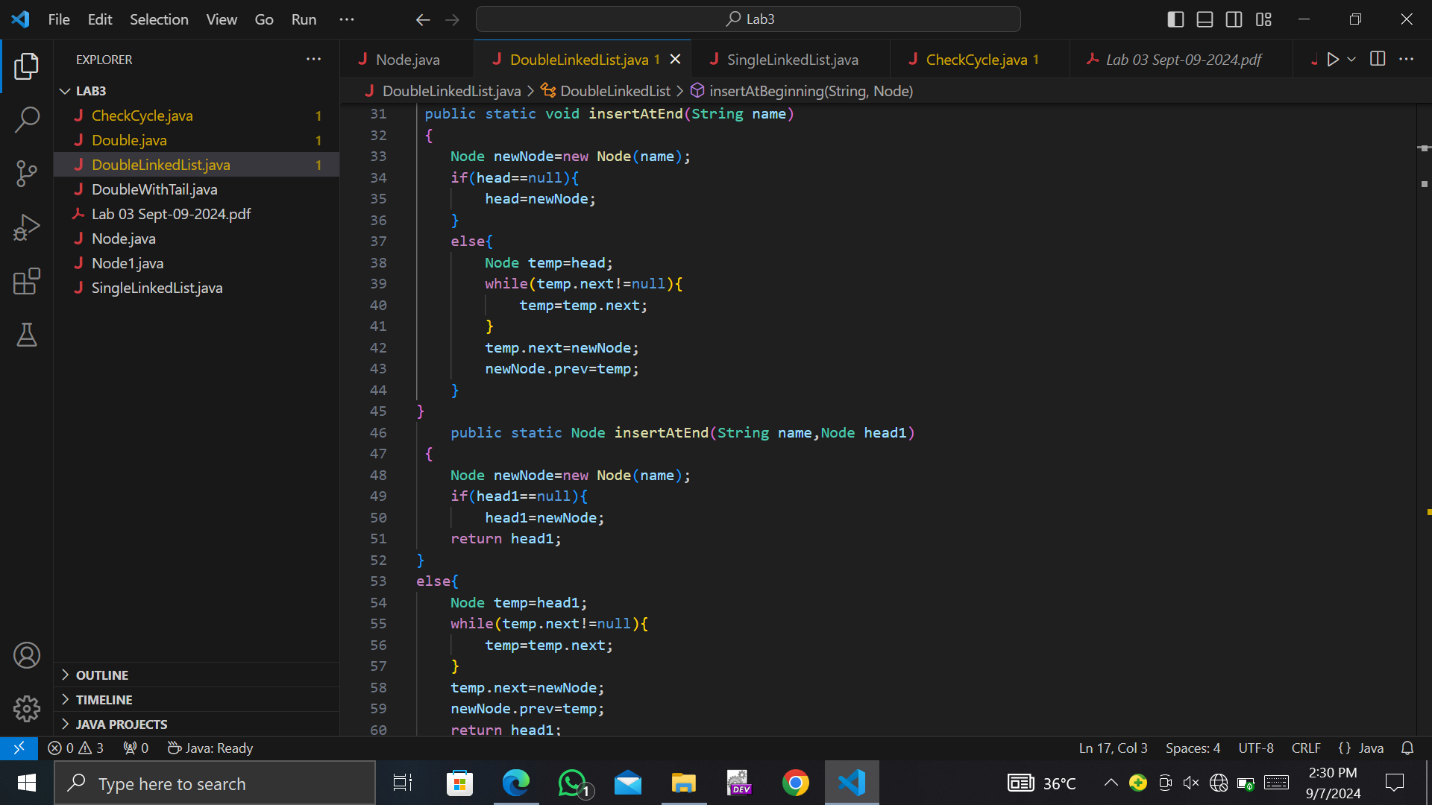 File Edit Selection View Go Run ··· Lab3
EXPLORER ···
LAB3
CheckCycle.java 1
Double.java 1
DoubleLinkedList.java 1
DoubleWithTail.java
Lab 03 Sept-09-2024.pdf
Node.java
Node1.java
SingleLinkedList.java
OUTLINE
TIMELINE
JAVA PROJECTS
Node.java DoubleLinkedList.java 1 SingleLinkedList.java CheckCycle.java 1 Lab 03 Sept-09-2024.pdf
DoubleLinkedList.java > DoubleLinkedList > insertAtBeginning(String, Node)
31 public static void insertAtEnd(String name)
32 {
33 Node newNode=new Node(name);
34 if(head==null){
35 head=newNode;
36 }
37 else{
38 Node temp=head;
39 while(temp.next!=null){
40 temp=temp.next;
41 }
42 temp.next=newNode;
43 newNode.prev=temp;
44 }
45 }
46 public static Node insertAtEnd(String name,Node head1)
47 {
48 Node newNode=new Node(name);
49 if(head1==null){
50 head1=newNode;
51 return head1;
52 }
53 else{
54 Node temp=head1;
55 while(temp.next!=null){
56 temp=temp.next;
57 }
58 temp.next=newNode;
59 newNode.prev=temp;
60 return head1;
0 3 0 Java: Ready Ln 17, Col 3 Spaces: 4 UTF-8 CRLF {} Java
Type here to search 1 DEV 36°C 2:30 PM
9/7/2024